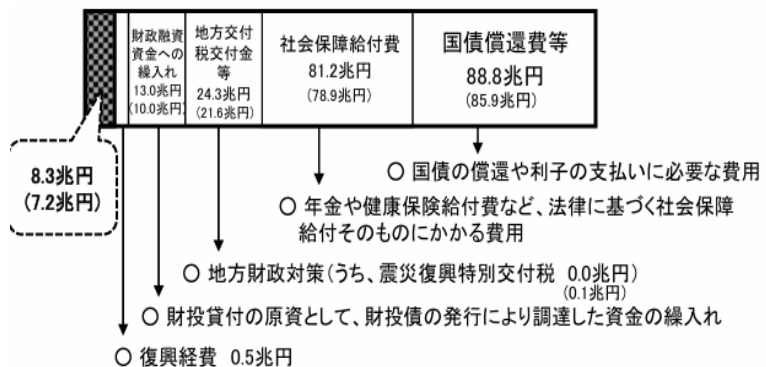 財政融資
資金への
繰入れ
13.0兆円
(10.0兆円)
地方交付
税交付金
等
24.3兆円
(21.6兆円)
社会保障給付費
81.2兆円
(78.9兆円)
国債償還費等
88.8兆円
(85.9兆円)
8.3兆円
(7.2兆円)
○ 国債の償還や利子の支払いに必要な費用
○ 年金や健康保険給付費など、法律に基づく社会保障
給付そのものにかかる費用
○ 地方財政対策(うち、震災復興特別交付税 0.0兆円)
(0.1兆円)
○ 財投貸付の原資として、財投債の発行により調達した資金の繰入れ
○ 復興経費 0.5兆円